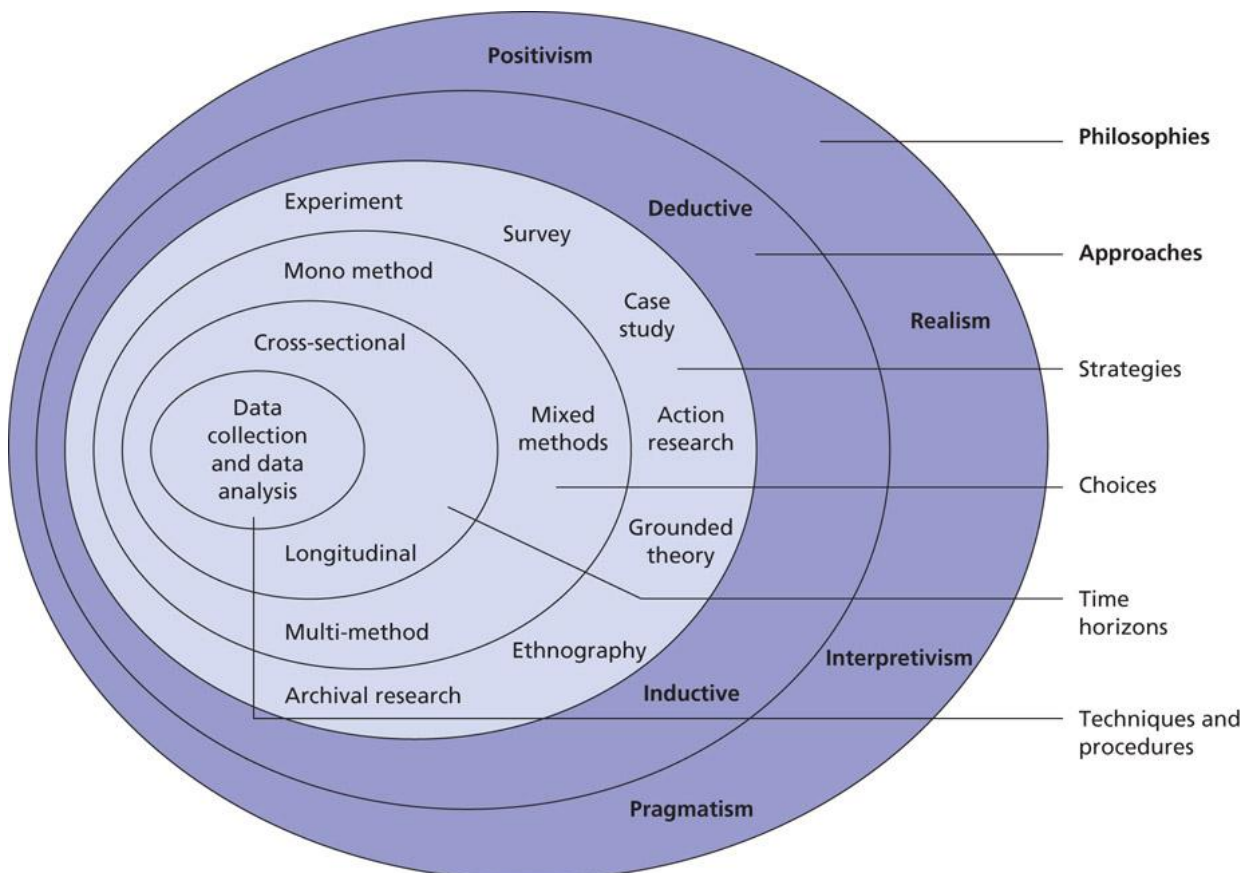 Positivism
Philosophies
Experiment
Deductive
Survey
Approaches
Mono method
Case
study
Realism
Cross-sectional
Strategies
Data
collection
and data
analysis
Mixed
methods
Action
research
Choices
Grounded
theory
Longitudinal
Time
horizons
Multi-method
Ethnography
Interpretivism
Archival research
Inductive
Techniques and
procedures
Pragmatism